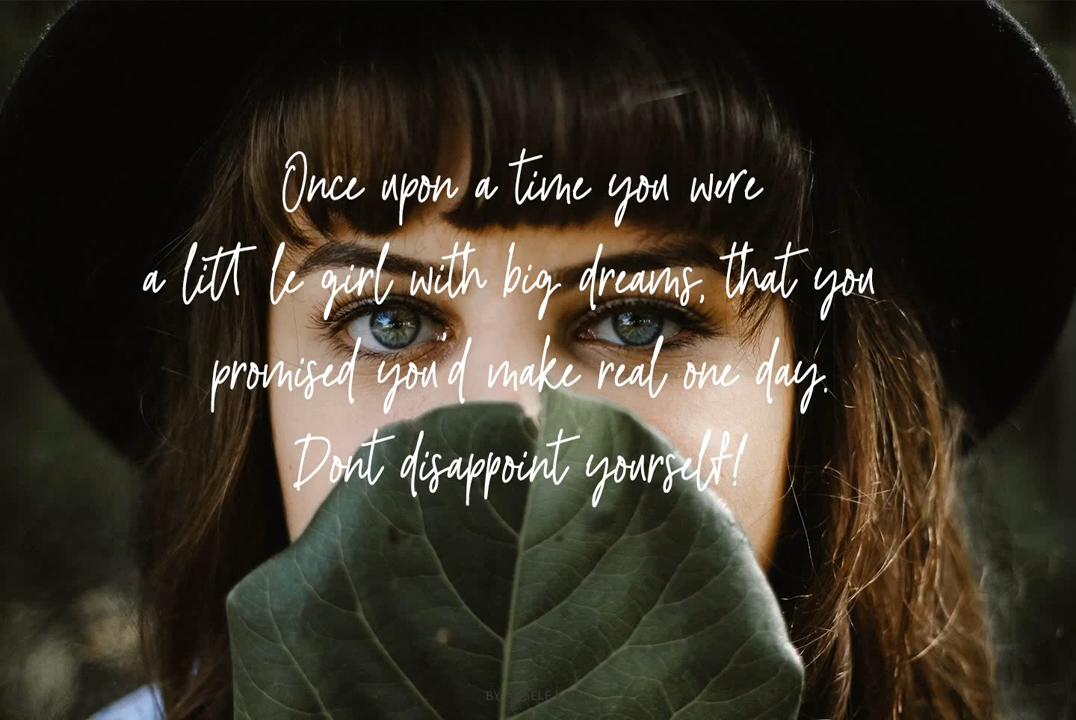 Once upon a time you were
a litt le girl with big dreams, that you
promised you'd make real one day.
Dont disappoint yourself!
BY